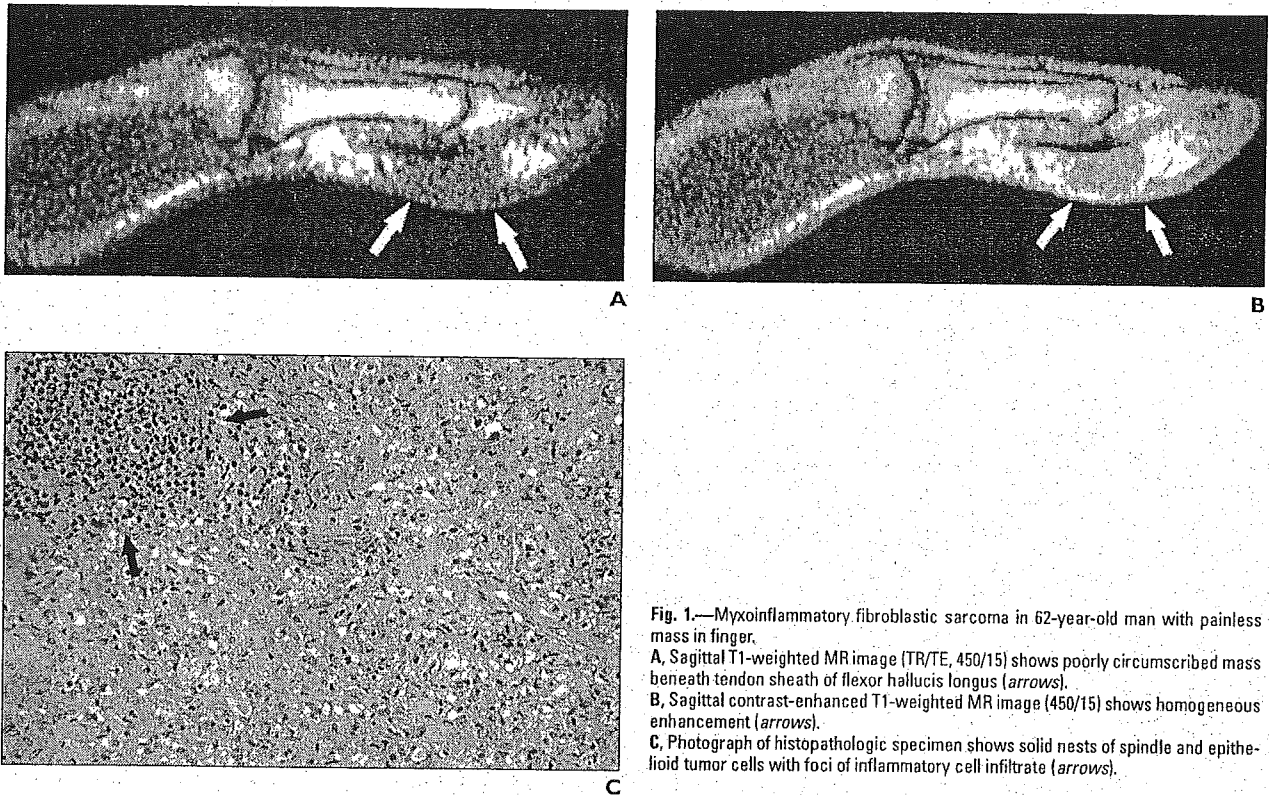 A
B
C
Fig. 1.—Myxoinflammatory fibroblastic sarcoma in 62-year-old man with painless
mass in finger.
A, Sagittal T1-weighted MR image (TR/TE, 450/15) shows poorly circumscribed mass
beneath tendon sheath of flexor hallucis longus (arrows).
B, Sagittal contrast-enhanced T1-weighted MR image (450/15) shows homogeneous
enhancement (arrows).
C, Photograph of histopathologic specimen shows solid nests of spindle and epithe-
lioid tumor cells with foci of inflammatory cell infiltrate (arrows).